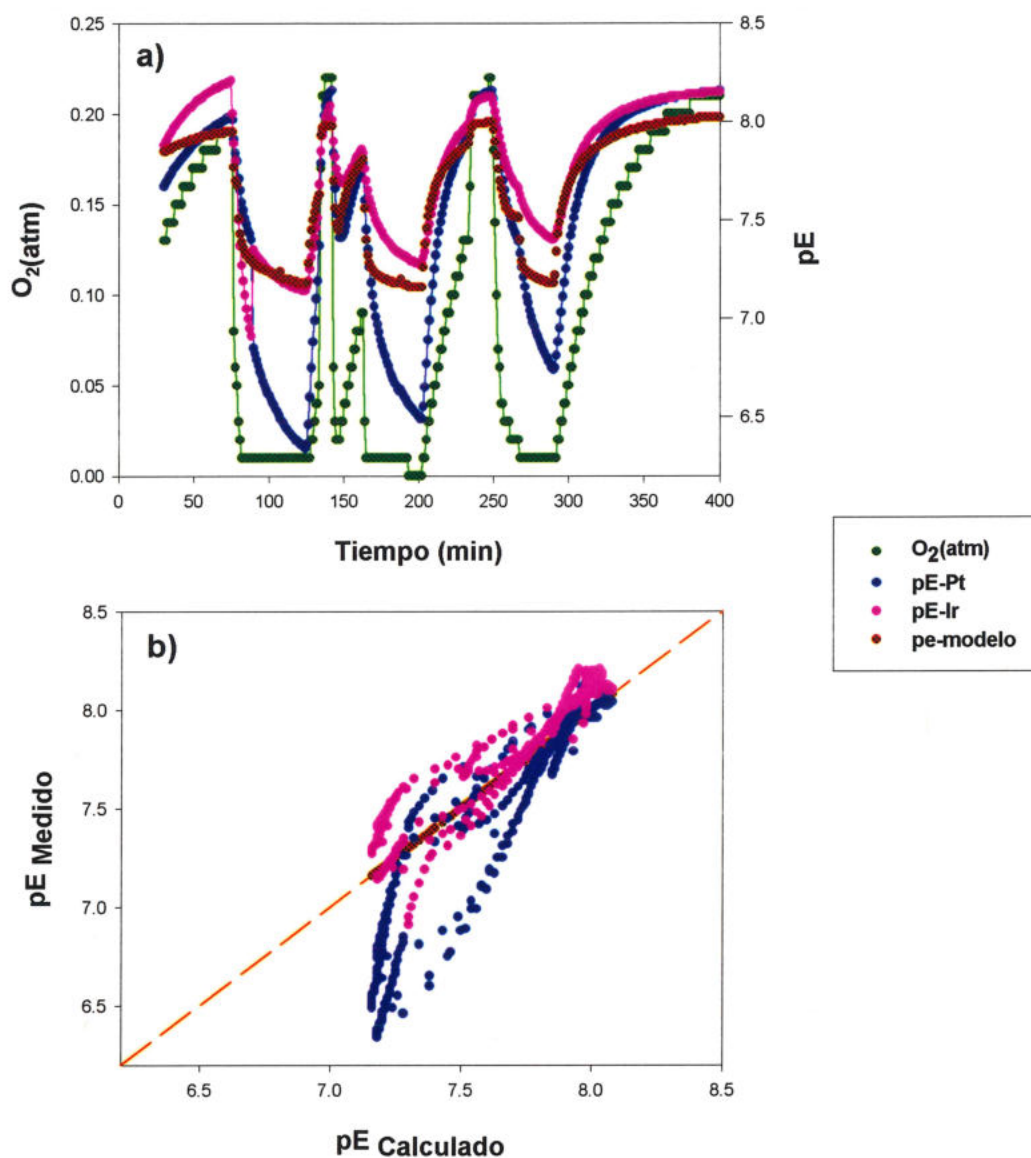 a)
0.25
0.20
0.15
0.10
0.05
0.00
O2(atm)
8.5
8.0
7.5
7.0
6.5
pE
0 50 100 150 200 250 300 350 400
Tiempo (min)
O2(atm)
pE-Pt
pE-Ir
pe-modelo
b)
8.5
8.0
7.5
7.0
6.5
pE Medido
6.5 7.0 7.5 8.0 8.5
pE Calculado